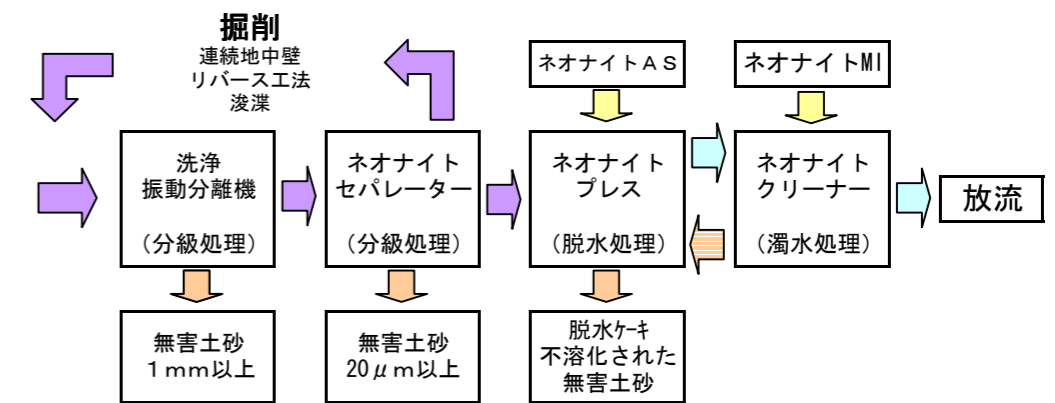 掘削
連続地中壁
リバース工法
浚渫
ネオナイトＡＳ
ネオナイトMI
洗浄
振動分離機
（分級処理）
ネオナイト
セパレーター
（分級処理）
ネオナイト
プレス
（脱水処理）
ネオナイト
クリーナー
（濁水処理）
放流
無害土砂
１ｍｍ以上
無害土砂
20μｍ以上
脱水ｹｰｷ
不溶化された
無害土砂